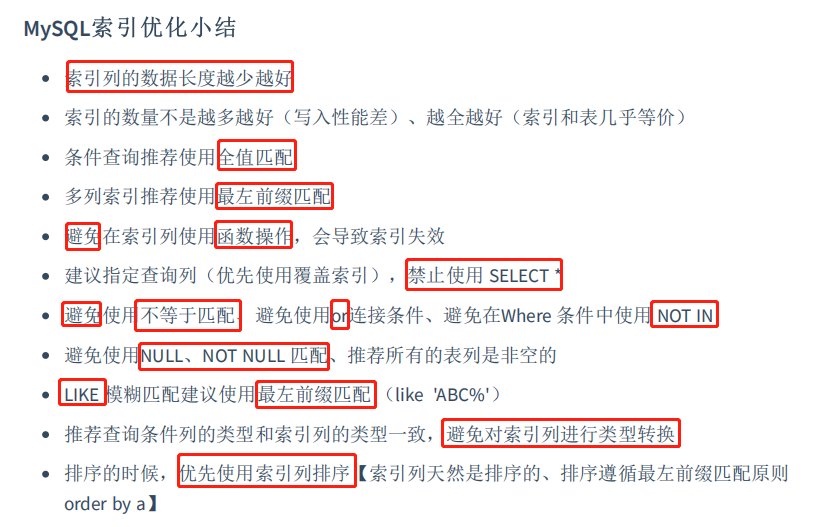 MySQL索引优化小结
索引列的数据长度越少越好
索引的数量不是越多越好（写入性能差）、越全越好（索引和表几乎等价）
条件查询推荐使用全值匹配
多列索引推荐使用最左前缀匹配
避免在索引列使用函数操作，会导致索引失效
建议指定查询列（优先使用覆盖索引），禁止使用 SELECT *
避免使用不等于匹配、避免使用or连接条件、避免在Where 条件中使用 NOT IN
避免使用NULL、NOT NULL 匹配、推荐所有的表列是非空的
LIKE 模糊匹配建议使用最左前缀匹配（like 'ABC%'）
推荐查询条件列的类型和索引列的类型一致，避免对索引列进行类型转换
排序的时候，优先使用索引列排序【索引列天然是排序的、排序遵循最左前缀匹配原则
order by a】